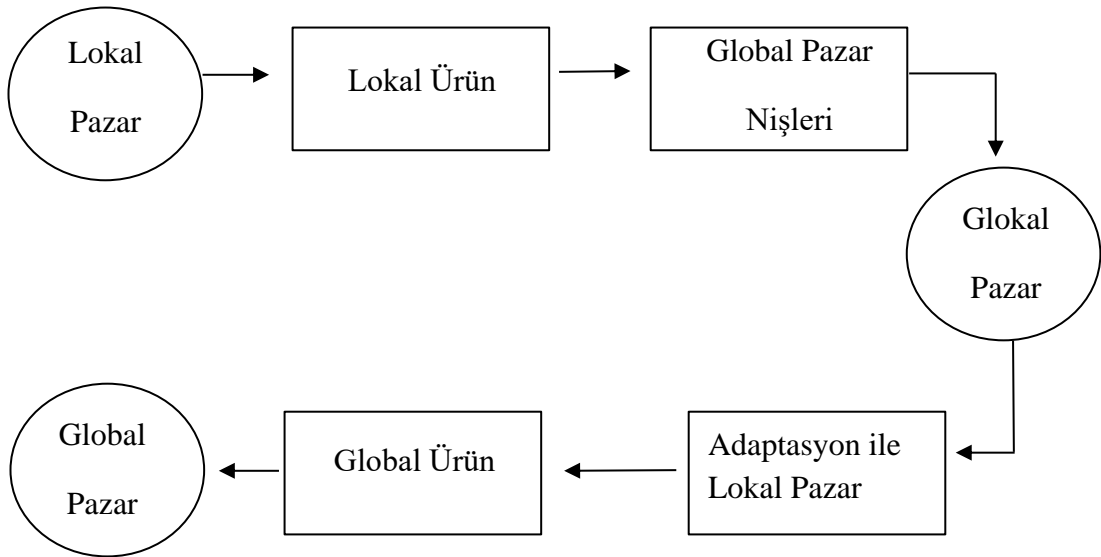 Lokal
Pazar
Lokal Ürün
Global Pazar
Nişleri
Glokal
Pazar
Adaptasyon ile
Lokal Pazar
Global Ürün
Global
Pazar